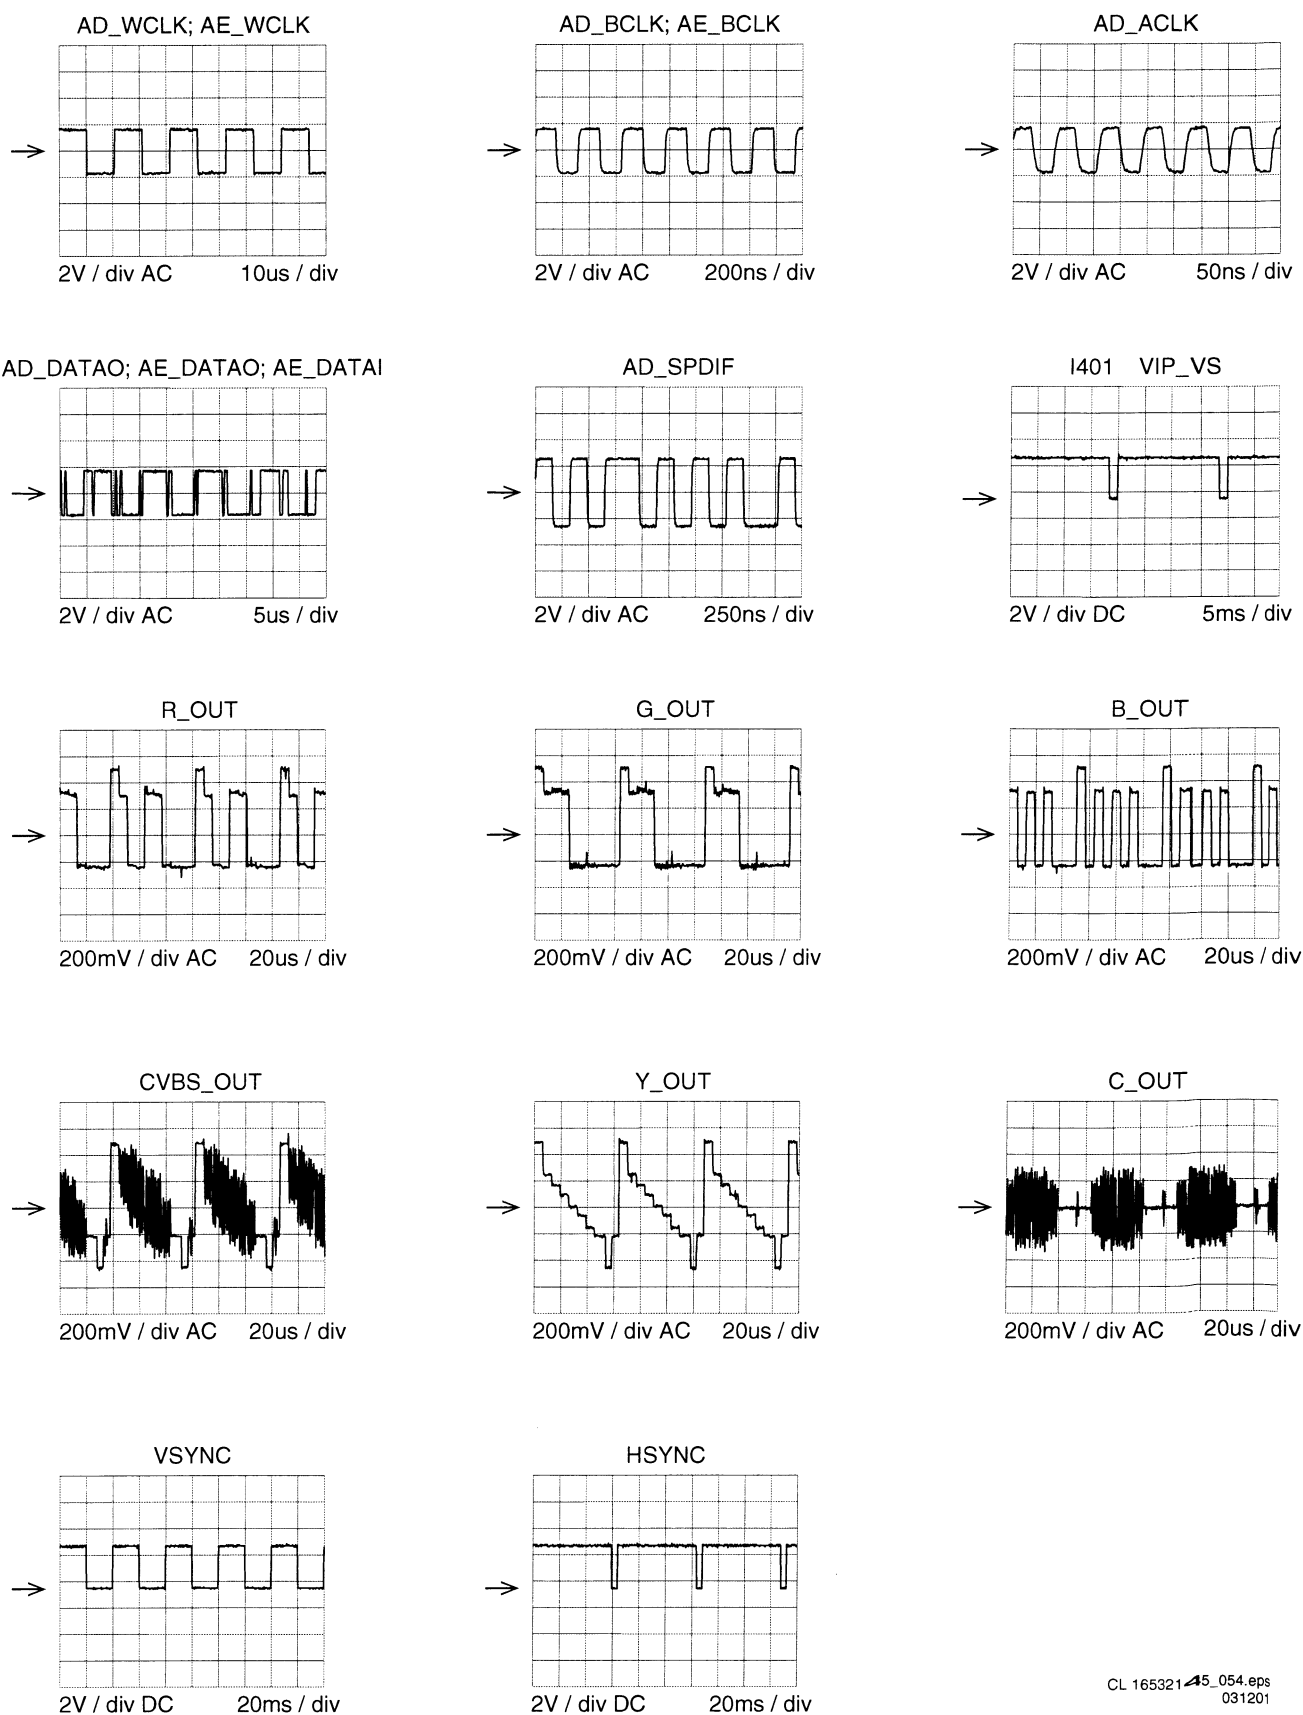 AD_WCLK; AE_WCLK
AD_BCLK; AE_BCLK
AD_ACLK
2V / div AC 10us / div
2V / div AC 200ns / div
2V / div AC 50ns / div
AD_DATAO; AE_DATAO; AE_DATAI
AD_SPDIF
I401 VIP_VS
2V / div AC 5us / div
2V / div AC 250ns / div
2V / div DC 5ms / div
R_OUT
G_OUT
B_OUT
200mV / div AC 20us / div
200mV / div AC 20us / div
200mV / div AC 20us / div
CVBS_OUT
Y_OUT
C_OUT
200mV / div AC 20us / div
200mV / div AC 20us / div
200mV / div AC 20us / div
VSYNC
HSYNC
2V / div DC 20ms / div
2V / div DC 20ms / div
CL
031201